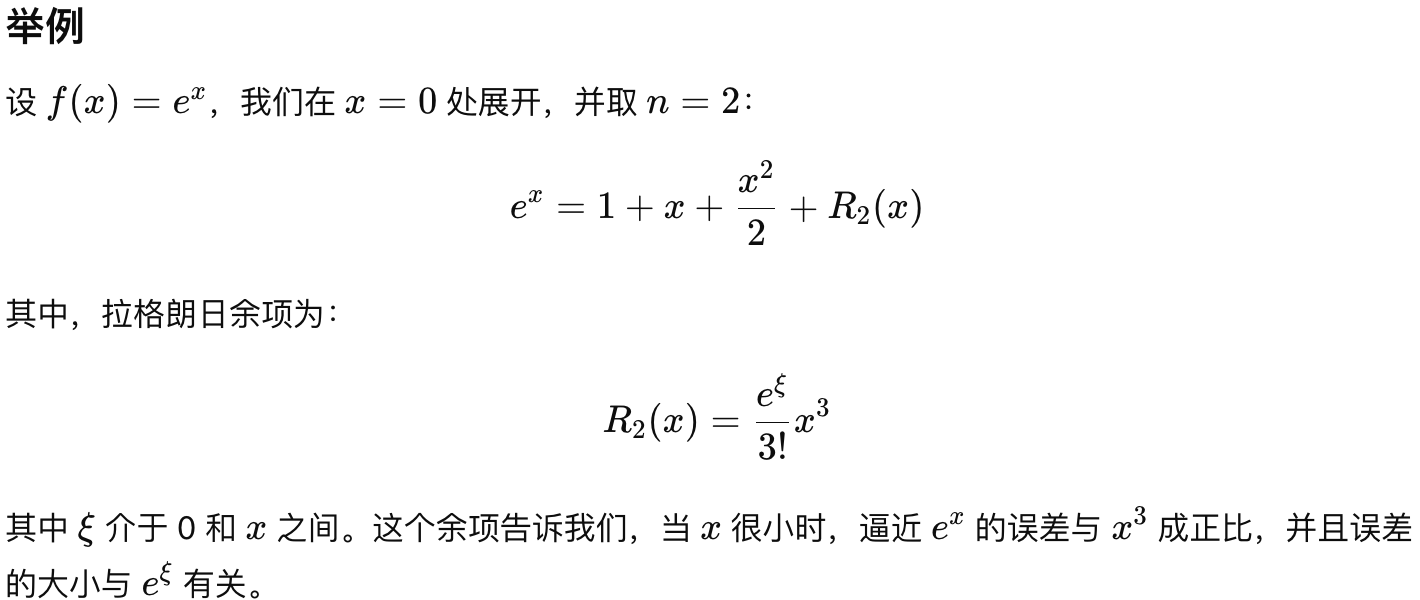 举例
设 f(x) = e^x，我们在 x = 0 处展开，并取 n = 2：
e^x = 1 + x + \frac{x^2}{2} + R_2(x)
其中，拉格朗日余项为：
R_2(x) = \frac{e^ξ}{3!}x^3
其中 ξ 介于 0 和 x 之间。这个余项告诉我们，当 x 很小时，逼近 e^x 的误差与 x^3 成正比，并且误差
的大小与 e^ξ 有关。